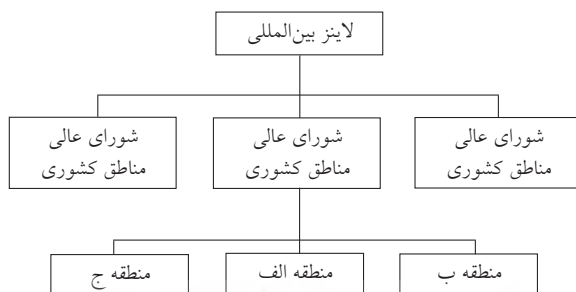 لاینز بین‌المللی
شورای عالی
مناطق کشوری
شورای عالی
مناطق کشوری
شورای عالی
مناطق کشوری
منطقه ب
منطقه الف
منطقه ج